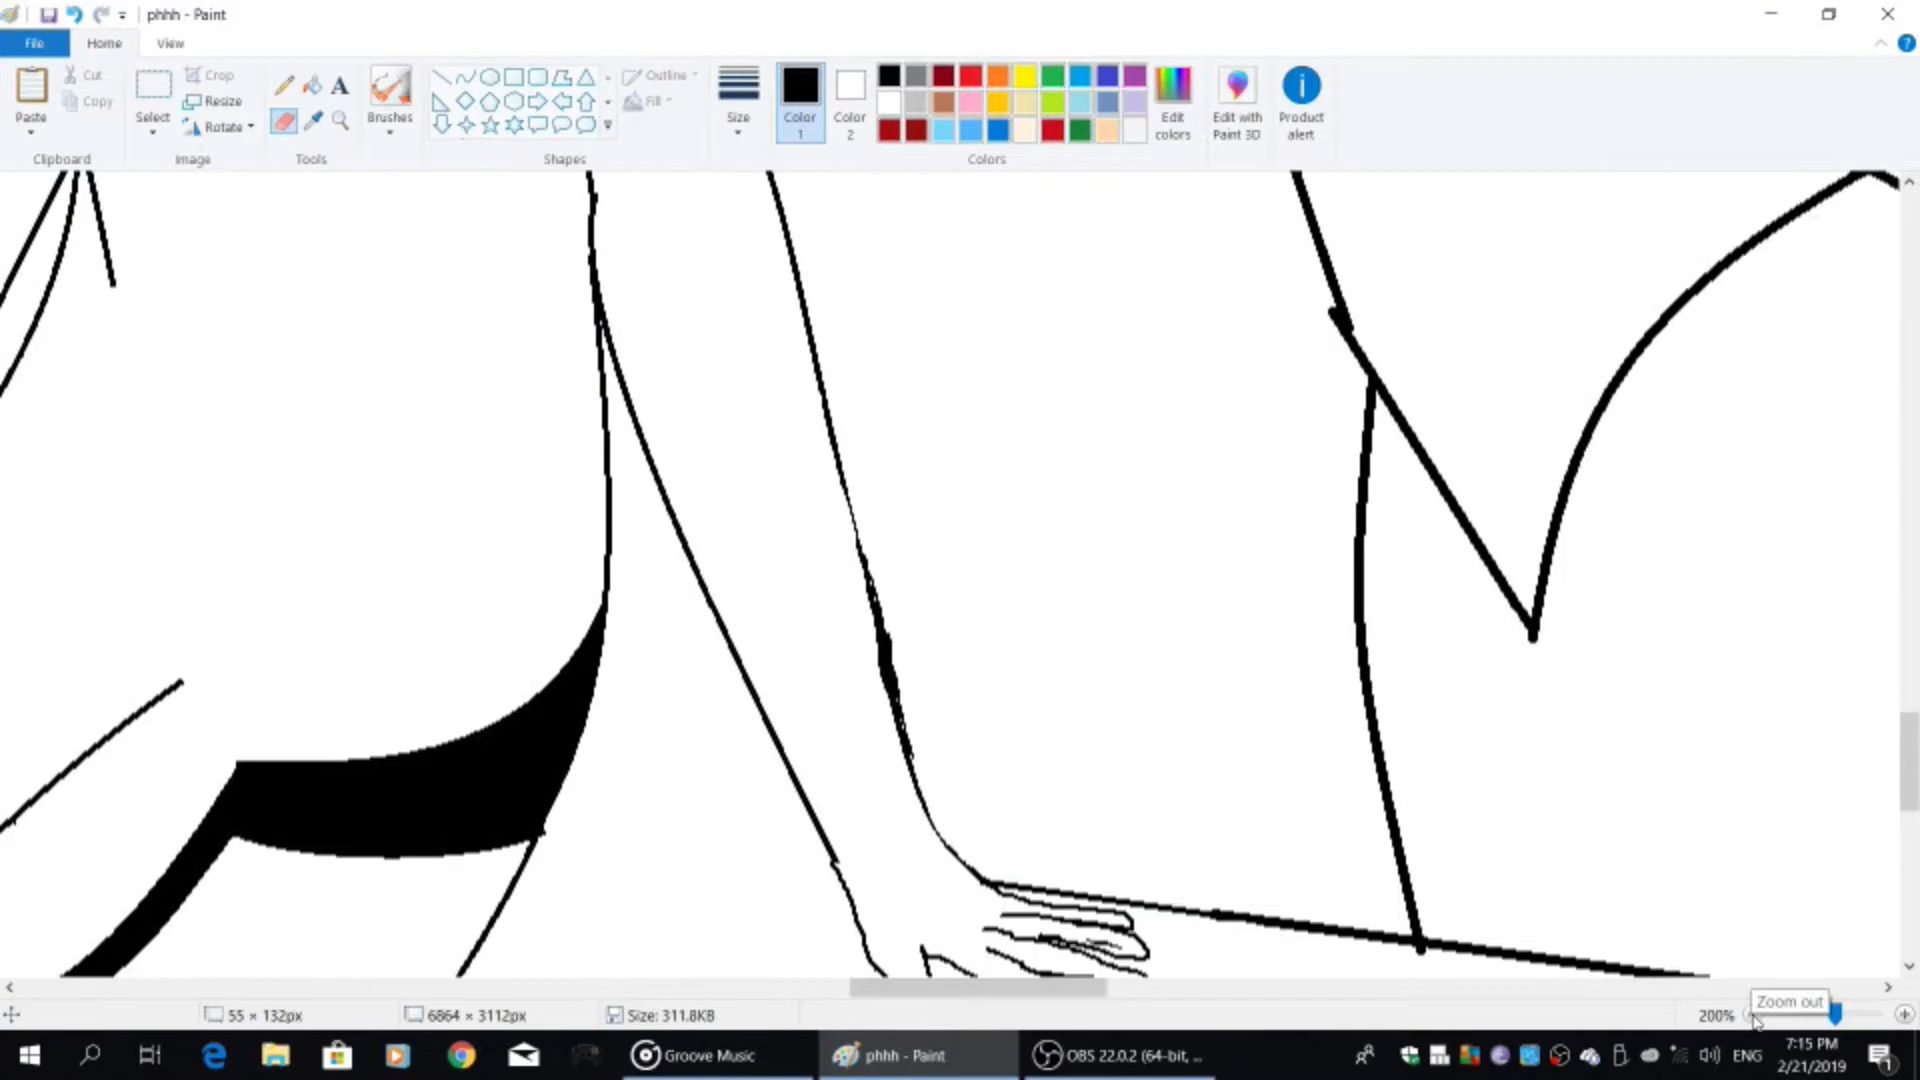 phhh - Paint
File Home View
Paste
Cut
Copy
Clipboard
Select
Crop
Resize
Rotate
Image
A
Tools
Brushes
Shapes
Outline
Fill
Size
Color 1
Color 2
Colors
Edit colors
Edit with Paint 3D
Product alert
55 × 132px
6864 × 3112px
Size: 311.8KB
200%
Zoom out
Groove Music
phhh - Paint
OBS 22.0.2 (64-bit, ...
ENG
7:15 PM
2/21/2019